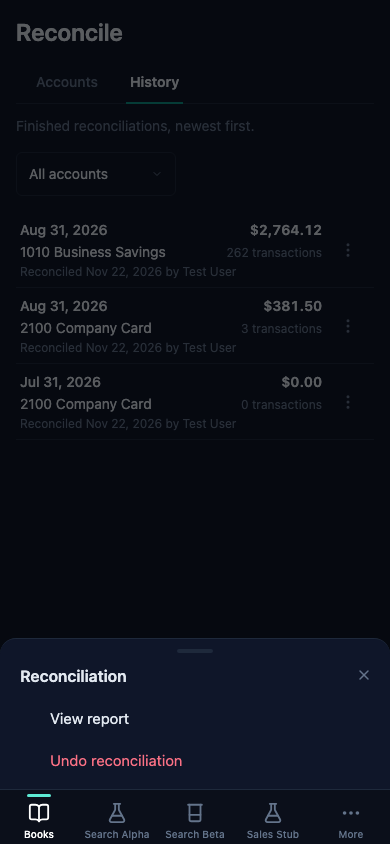 Reconcile
Accounts History
Finished reconciliations, newest first.
All accounts
Aug 31, 2026 $2,764.12
1010 Business Savings 262 transactions
Reconciled Nov 22, 2026 by Test User
Aug 31, 2026 $381.50
2100 Company Card 3 transactions
Reconciled Nov 22, 2026 by Test User
Jul 31, 2026 $0.00
2100 Company Card 0 transactions
Reconciled Nov 22, 2026 by Test User
Reconciliation
View report
Undo reconciliation
Books Search Alpha Search Beta Sales Stub More